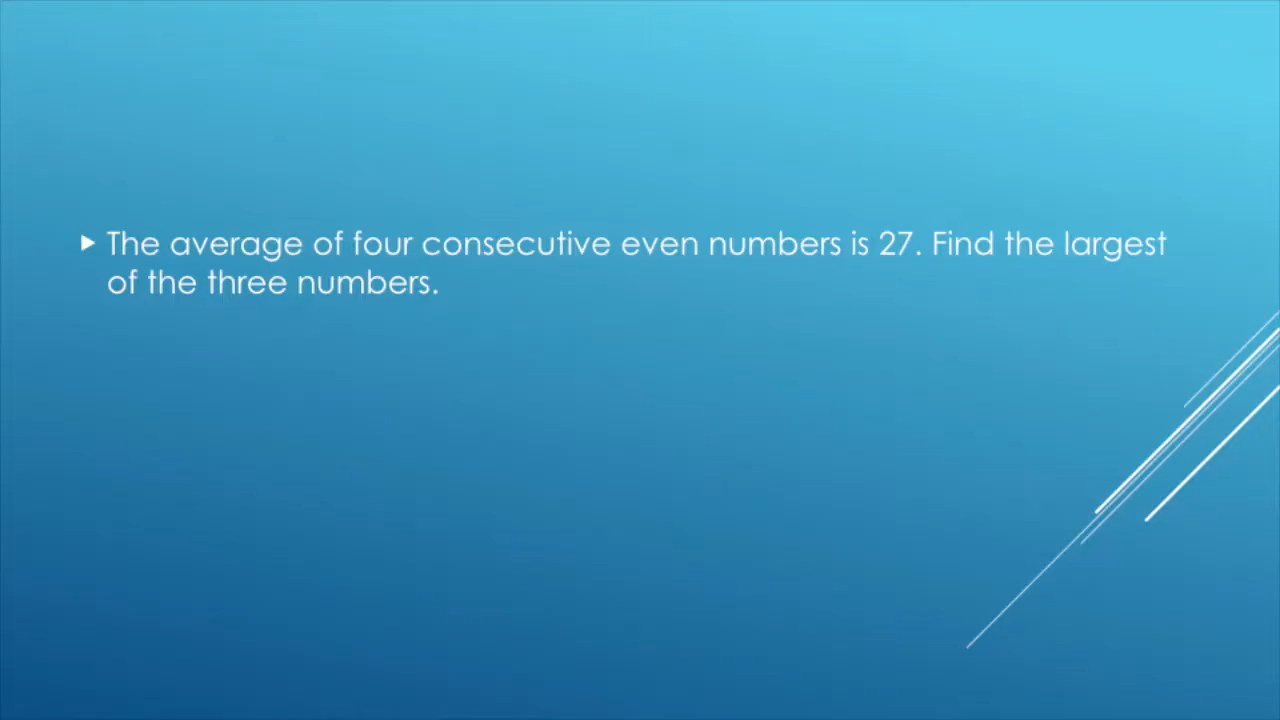 The average of four consecutive even numbers is 27. Find the largest
of the three numbers.